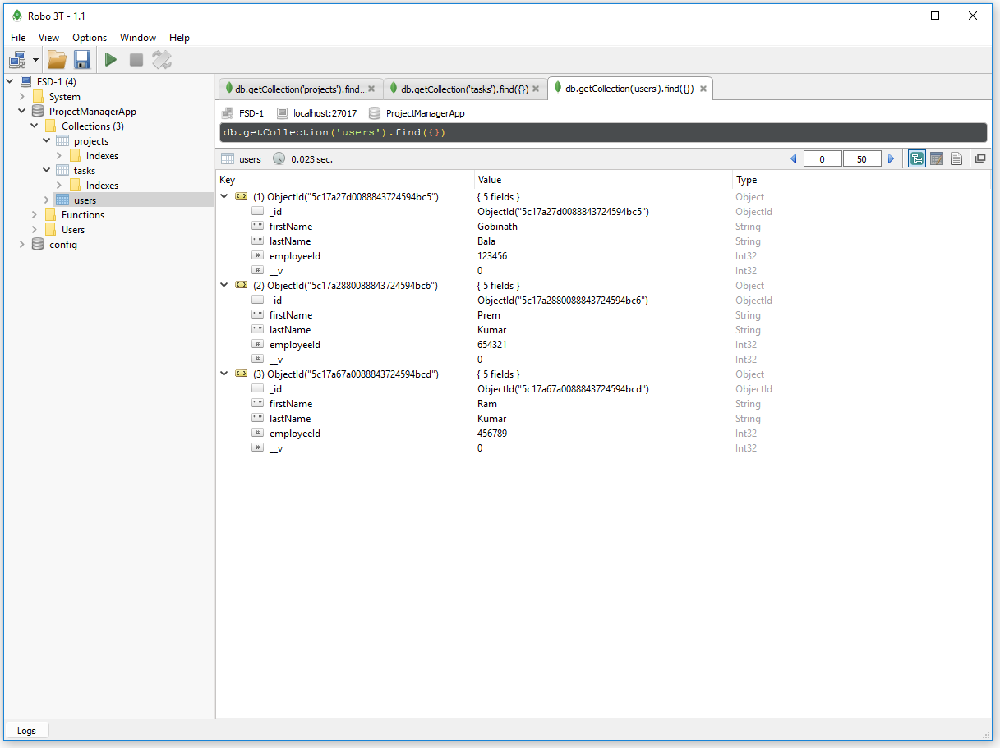 Robo 3T - 1.1
File View Options Window Help
FSD-1 (4)
System
ProjectManagerApp
Collections (3)
projects
Indexes
tasks
Indexes
users
Functions
Users
config
db.getCollection('projects').find... db.getCollection('tasks').find({}) db.getCollection('users').find({})
FSD-1 localhost:27017 ProjectManagerApp
db.getCollection('users').find({})
users 0.023 sec. 0 50
Key Value Type
(1) ObjectId("5c17a27d0088843724594bc5") { 5 fields } Object
_id ObjectId("5c17a27d0088843724594bc5") ObjectId
firstName Gobinath String
lastName Bala String
employeeId 123456 Int32
__v 0 Int32
(2) ObjectId("5c17a2880088843724594bc6") { 5 fields } Object
_id ObjectId("5c17a2880088843724594bc6") ObjectId
firstName Prem String
lastName Kumar String
employeeId 654321 Int32
__v 0 Int32
(3) ObjectId("5c17a67a0088843724594bcd") { 5 fields } Object
_id ObjectId("5c17a67a0088843724594bcd") ObjectId
firstName Ram String
lastName Kumar String
employeeId 456789 Int32
__v 0 Int32
Logs